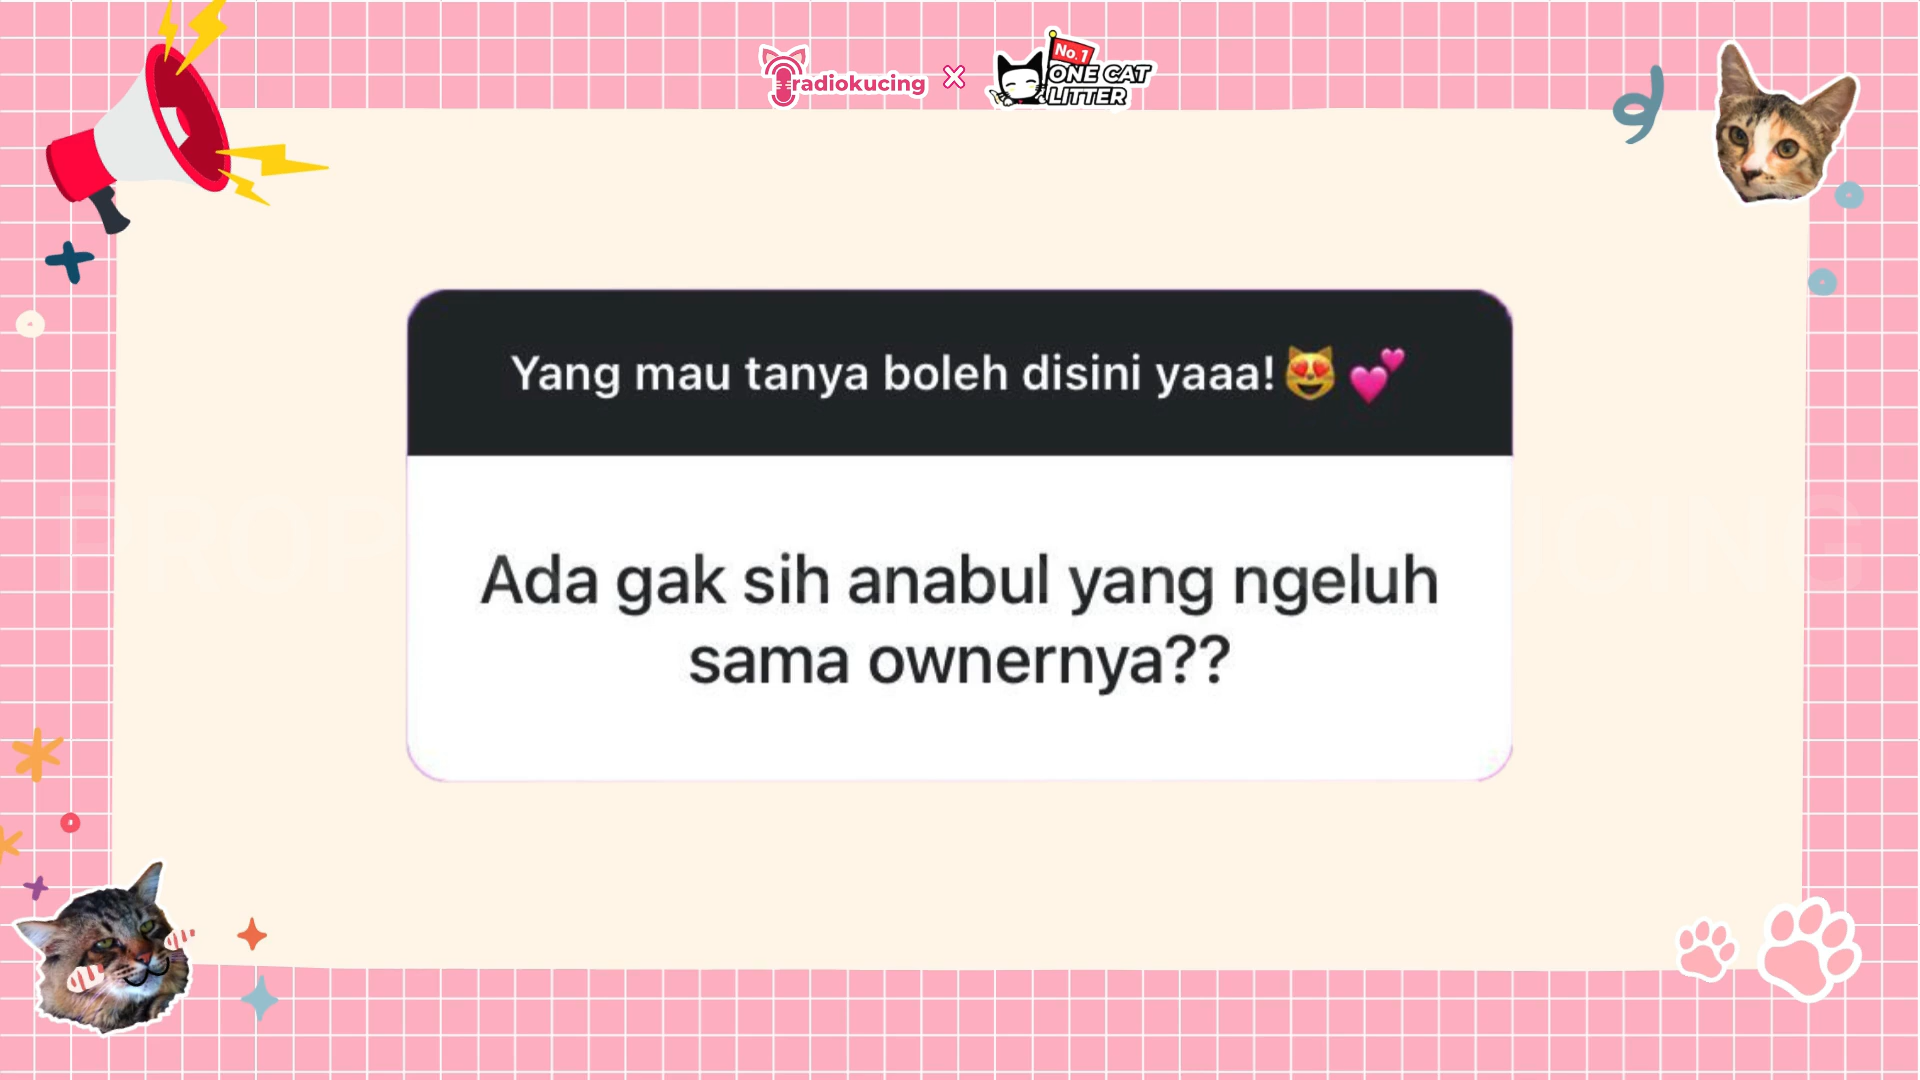 radiokucing x No.1 ONE CAT LITTER
Yang mau tanya boleh disini yaaa!😻 💕
Ada gak sih anabul yang ngeluh
sama ownernya??